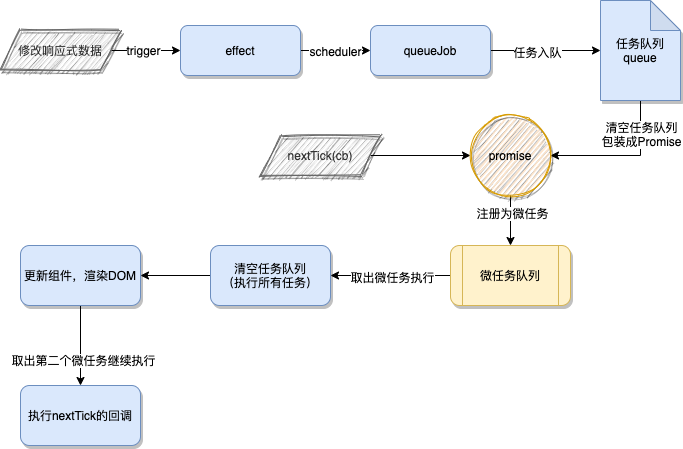 修改响应式数据
trigger
effect
scheduler
queueJob
任务入队
任务队列
queue
清空任务队列
包装成Promise
nextTick(cb)
promise
注册为微任务
微任务队列
取出微任务执行
清空任务队列
（执行所有任务）
更新组件，渲染DOM
取出第二个微任务继续执行
执行nextTick的回调